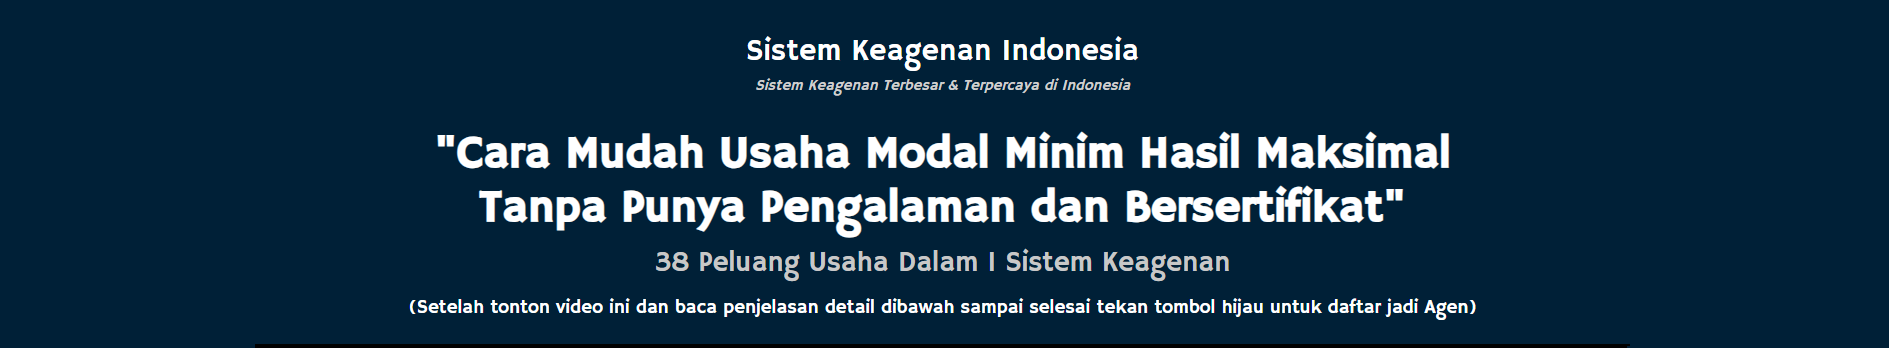 Sistem Keagenan Indonesia
Sistem Keagenan Terbesar & Terpercaya di Indonesia
"Cara Mudah Usaha Modal Minim Hasil Maksimal
Tanpa Punya Pengalaman dan Bersertifikat"
38 Peluang Usaha Dalam 1 Sistem Keagenan
(Setelah tonton video ini dan baca penjelasan detail dibawah sampai selesai tekan tombol hijau untuk daftar jadi Agen)